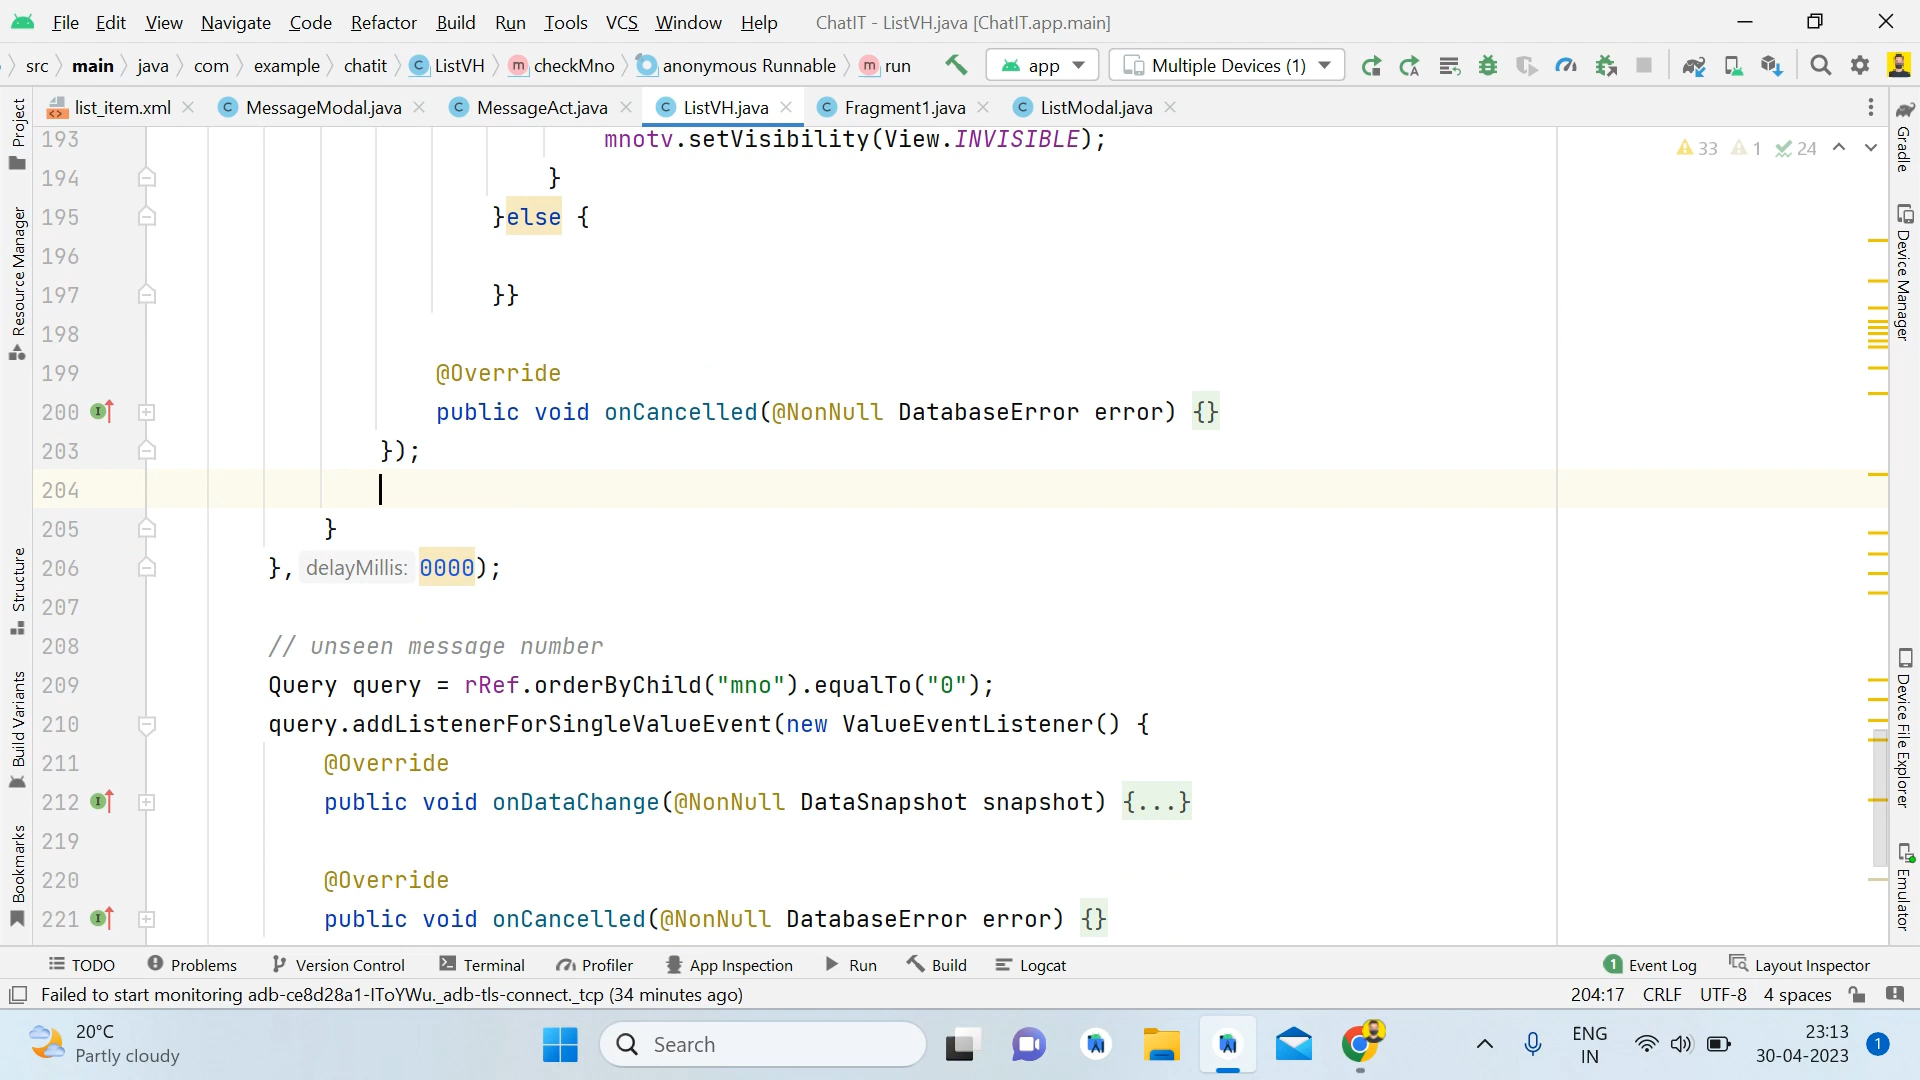 File Edit View Navigate Code Refactor Build Run Tools VCS Window Help ChatIT - ListVH.java [ChatIT.app.main]
src main java com example chatit ListVH checkMno anonymous Runnable run app Multiple Devices (1)
list_item.xml MessageModal.java MessageAct.java ListVH.java Fragment1.java ListModal.java
Project
Resource Manager
Structure
Build Variants
Bookmarks
193 mnotv.setVisibility(View.INVISIBLE);
33 1 24
194 }
195 }else {
196
197 }}
198
199 @Override
200 public void onCancelled(@NonNull DatabaseError error) {}
203 });
204
205 }
206 }, delayMillis: 0000);
207
208 // unseen message number
209 Query query = rRef.orderByChild("mno").equalTo("0");
210 query.addListenerForSingleValueEvent(new ValueEventListener() {
211 @Override
212 public void onDataChange(@NonNull DataSnapshot snapshot) {...}
219
220 @Override
221 public void onCancelled(@NonNull DatabaseError error) {}
Gradle
Device Manager
Device File Explorer
Emulator
TODO Problems Version Control Terminal Profiler App Inspection Run Build Logcat 1 Event Log Layout Inspector
Failed to start monitoring adb-ce8d28a1-IToYWu._adb-tls-connect._tcp (34 minutes ago) 204:17 CRLF UTF-8 4 spaces
20°C
Partly cloudy
Search
ENG
IN
23:13
30-04-2023
1